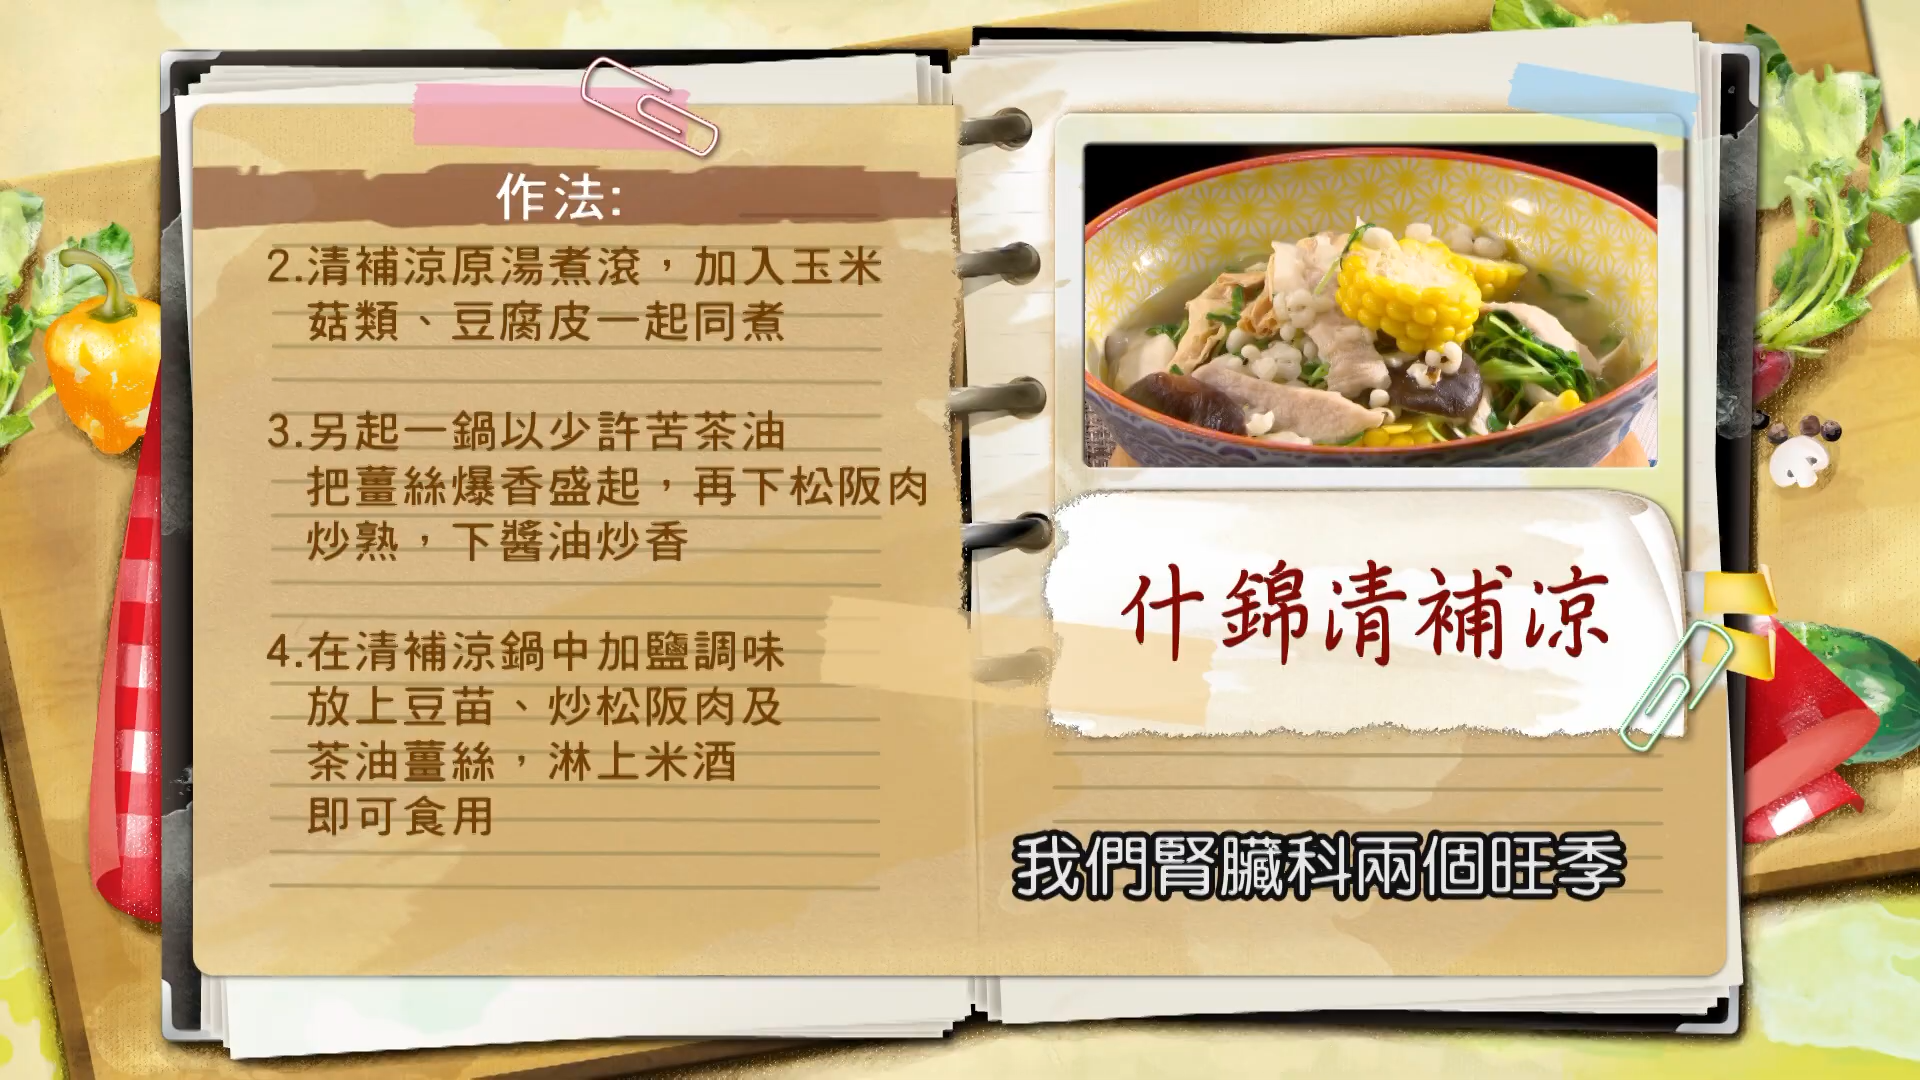 作法:
2.清補涼原湯煮滾，加入玉米
菇類、豆腐皮一起同煮
3.另起一鍋以少許苦茶油
把薑絲爆香盛起，再下松阪肉
炒熟，下醬油炒香
4.在清補涼鍋中加鹽調味
放上豆苗、炒松阪肉及
茶油薑絲，淋上米酒
即可食用
什錦清補涼
我們腎臟科兩個旺季